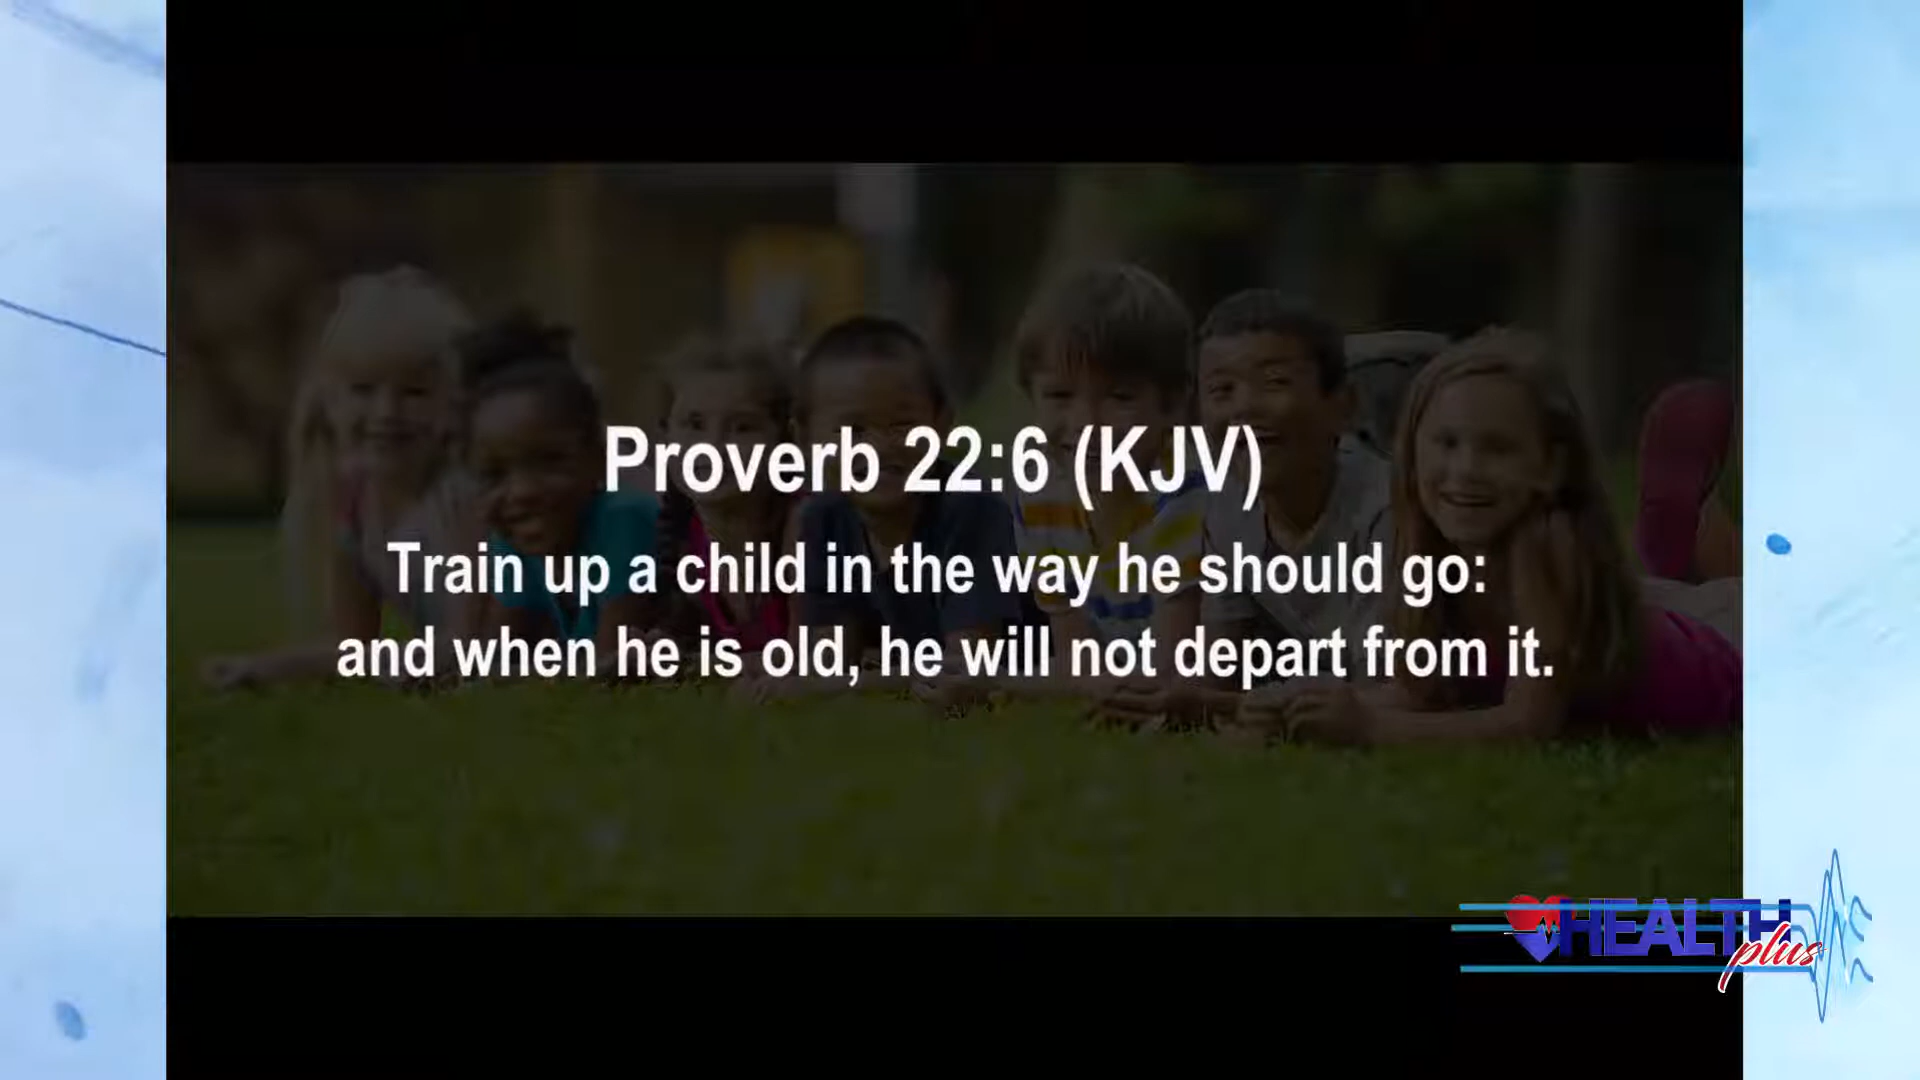 Proverb 22:6 (KJV)
Train up a child in the way he should go:
and when he is old, he will not depart from it.
HEALTH
plus